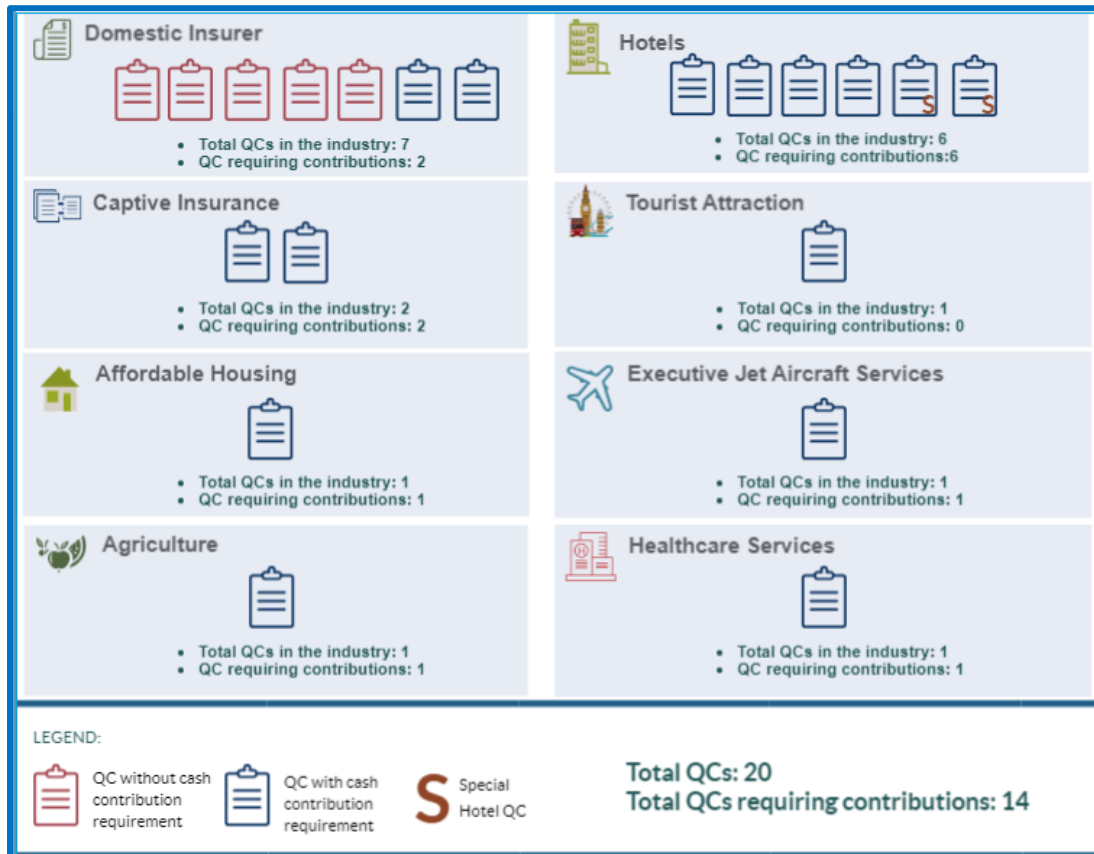 Domestic Insurer
• Total QCs in the industry: 7
• QC requiring contributions: 2
Hotels
S
S
• Total QCs in the industry: 6
• QC requiring contributions:6
Captive Insurance
• Total QCs in the industry: 2
• QC requiring contributions: 2
Tourist Attraction
• Total QCs in the industry: 1
• QC requiring contributions: 0
Affordable Housing
• Total QCs in the industry: 1
• QC requiring contributions: 1
Executive Jet Aircraft Services
• Total QCs in the industry: 1
• QC requiring contributions: 1
Agriculture
• Total QCs in the industry: 1
• QC requiring contributions: 1
H
Healthcare Services
• Total QCs in the industry: 1
• QC requiring contributions: 1
LEGEND:
QC without cash
contribution
requirement
QC with cash
contribution
requirement
S
Special
Hotel QC
Total QCs: 20
Total QCs requiring contributions: 14